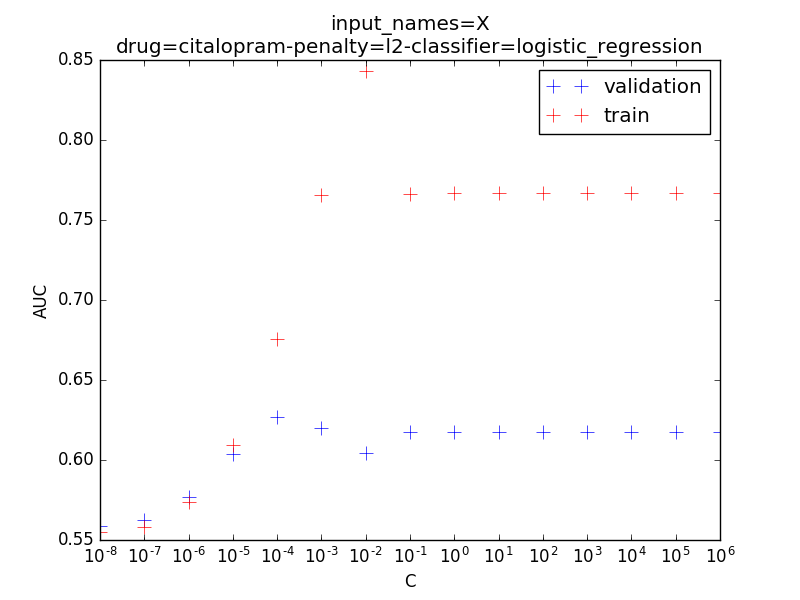 input_names=X
drug=citalopram-penalty=l2-classifier=logistic_regression
validation
train
AUC
0.85
0.80
0.75
0.70
0.65
0.60
0.55
10^-8 10^-7 10^-6 10^-5 10^-4 10^-3 10^-2 10^-1 10^0 10^1 10^2 10^3 10^4 10^5 10^6
C